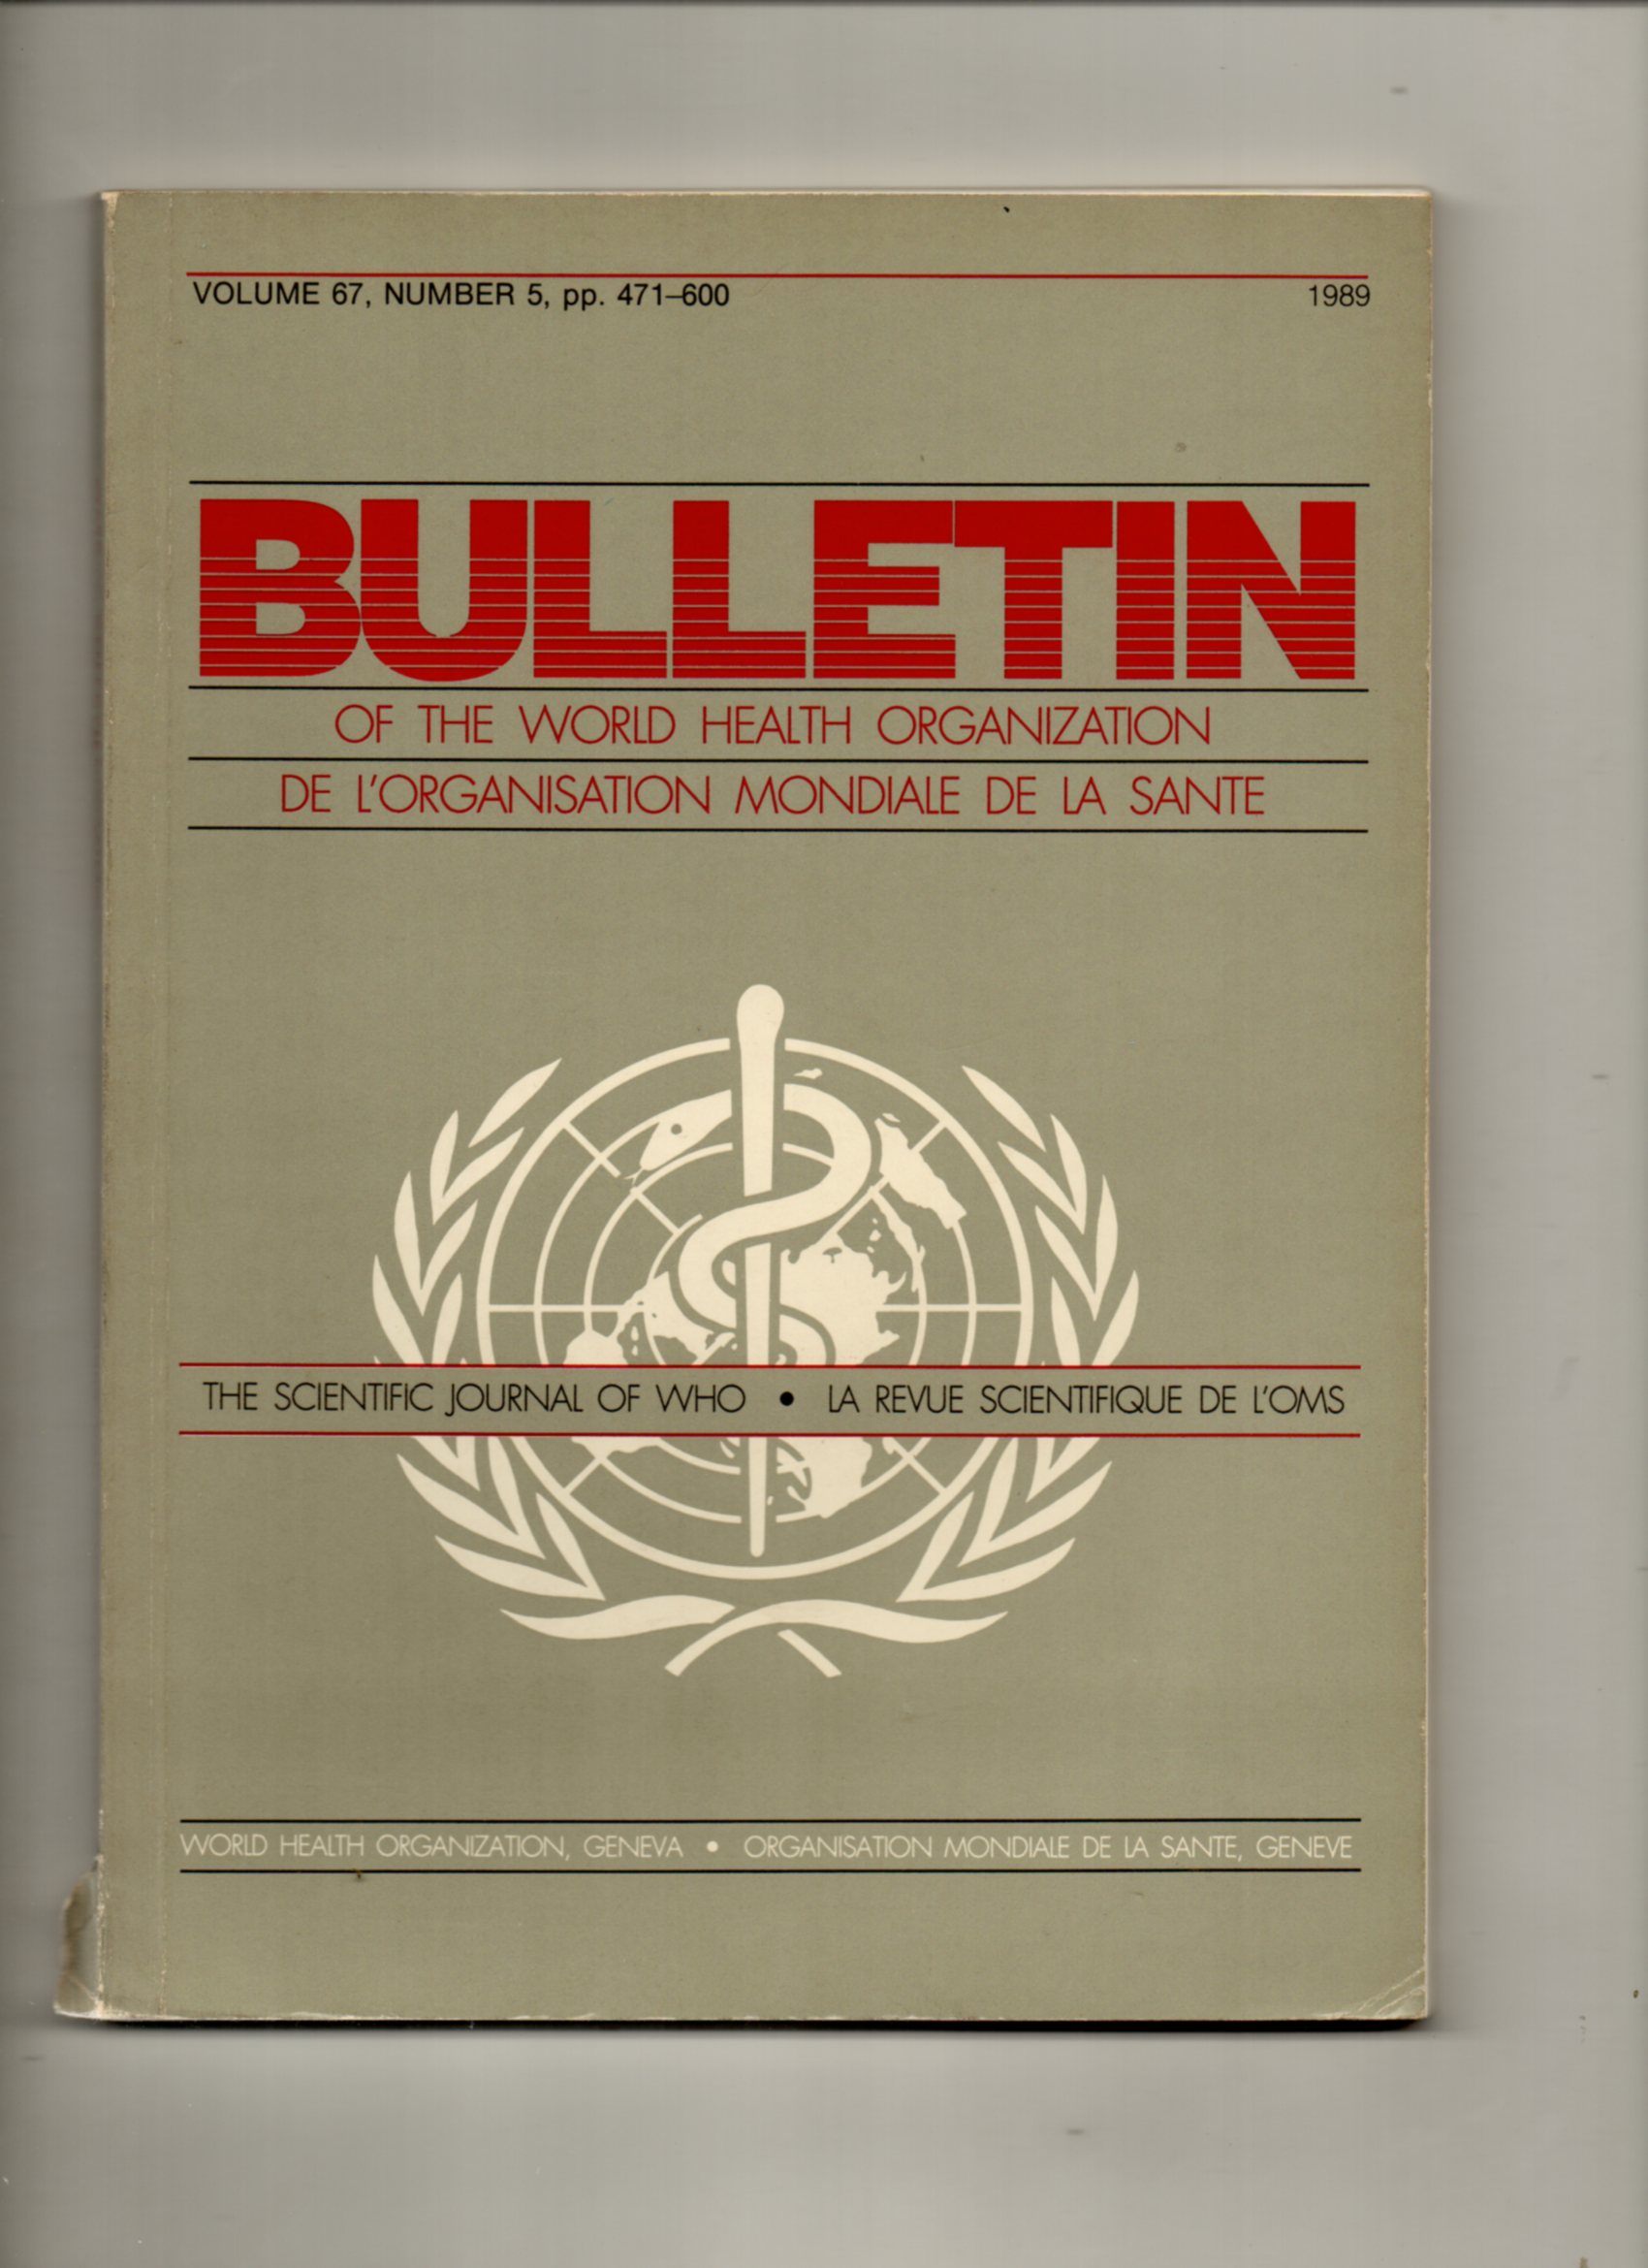 VOLUME 67, NUMBER 5, pp. 471–600 1989
BULLETIN
OF THE WORLD HEALTH ORGANIZATION
DE L'ORGANISATION MONDIALE DE LA SANTE
THE SCIENTIFIC JOURNAL OF WHO • LA REVUE SCIENTIFIQUE DE L'OMS
WORLD HEALTH ORGANIZATION, GENEVA • ORGANISATION MONDIALE DE LA SANTE, GENEVE